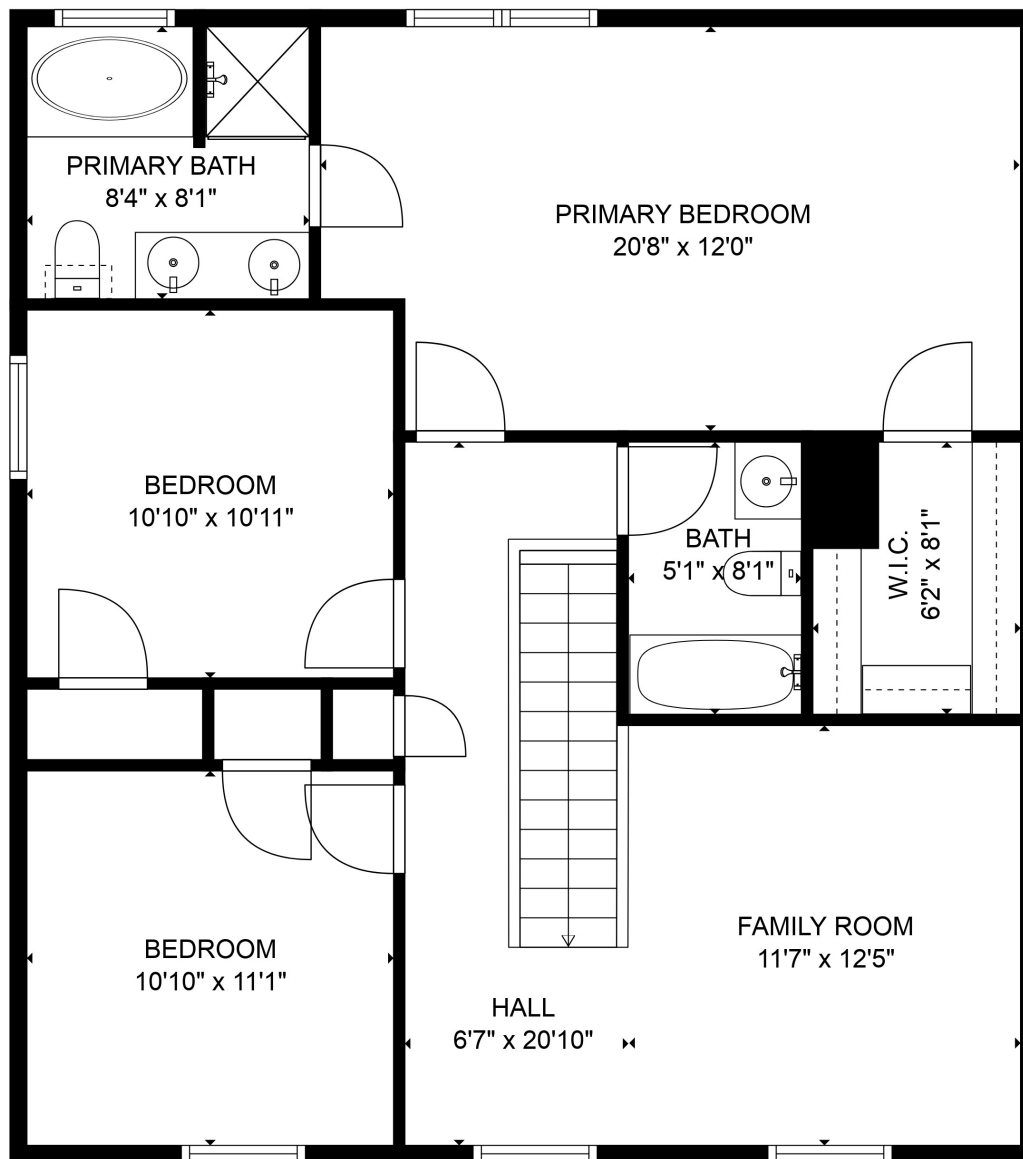 PRIMARY BATH
8'4" x 8'1"
PRIMARY BEDROOM
20'8" x 12'0"
BEDROOM
10'10" x 10'11"
BATH
5'1" x 8'1"
W.I.C.
6'2" x 8'1"
BEDROOM
10'10" x 11'1"
FAMILY ROOM
11'7" x 12'5"
HALL
6'7" x 20'10"